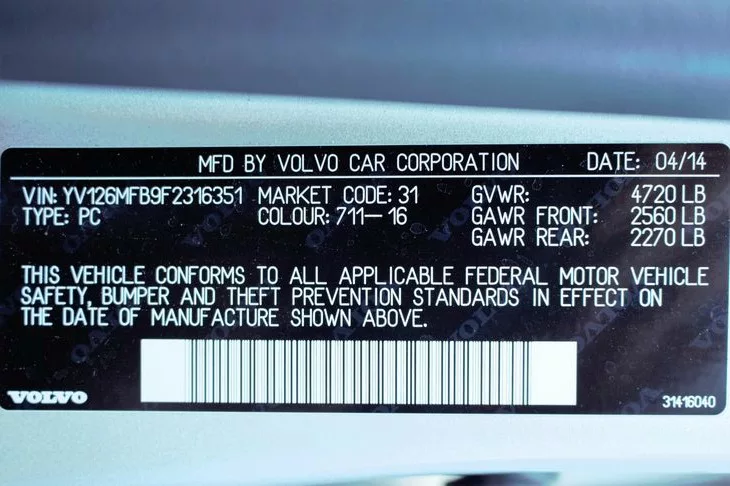 MFD BY VOLVO CAR CORPORATION DATE: 04/14
VIN: YV126MFB9F2316351 MARKET CODE: 31 GVWR: 4720 LB
TYPE: PC COLOUR: 711-16 GAWR FRONT: 2560 LB
GAWR REAR: 2270 LB
THIS VEHICLE CONFORMS TO ALL APPLICABLE FEDERAL MOTOR VEHICLE
SAFETY, BUMPER AND THEFT PREVENTION STANDARDS IN EFFECT ON
THE DATE OF MANUFACTURE SHOWN ABOVE.
VOLVO
31416040